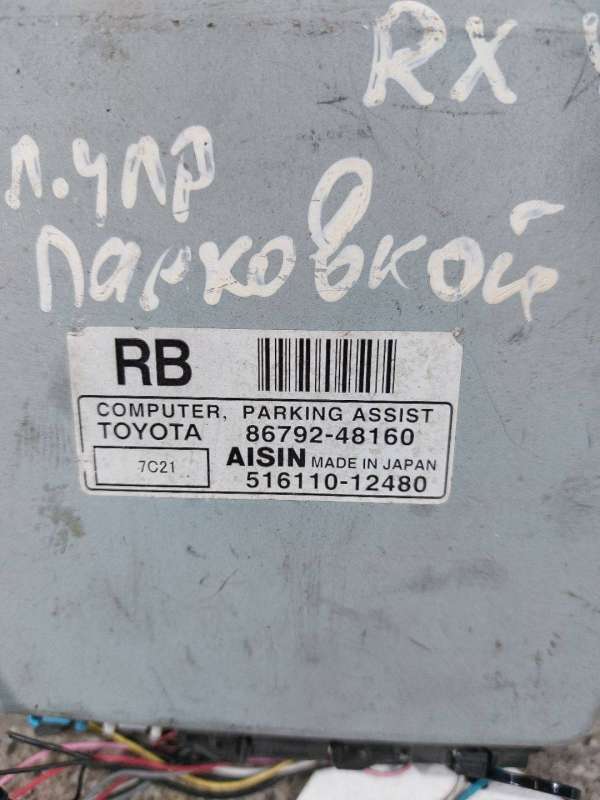 RX
п.упр
парковкой
RB
COMPUTER, PARKING ASSIST
TOYOTA 86792-48160
7C21 AISIN MADE IN JAPAN
516110-12480